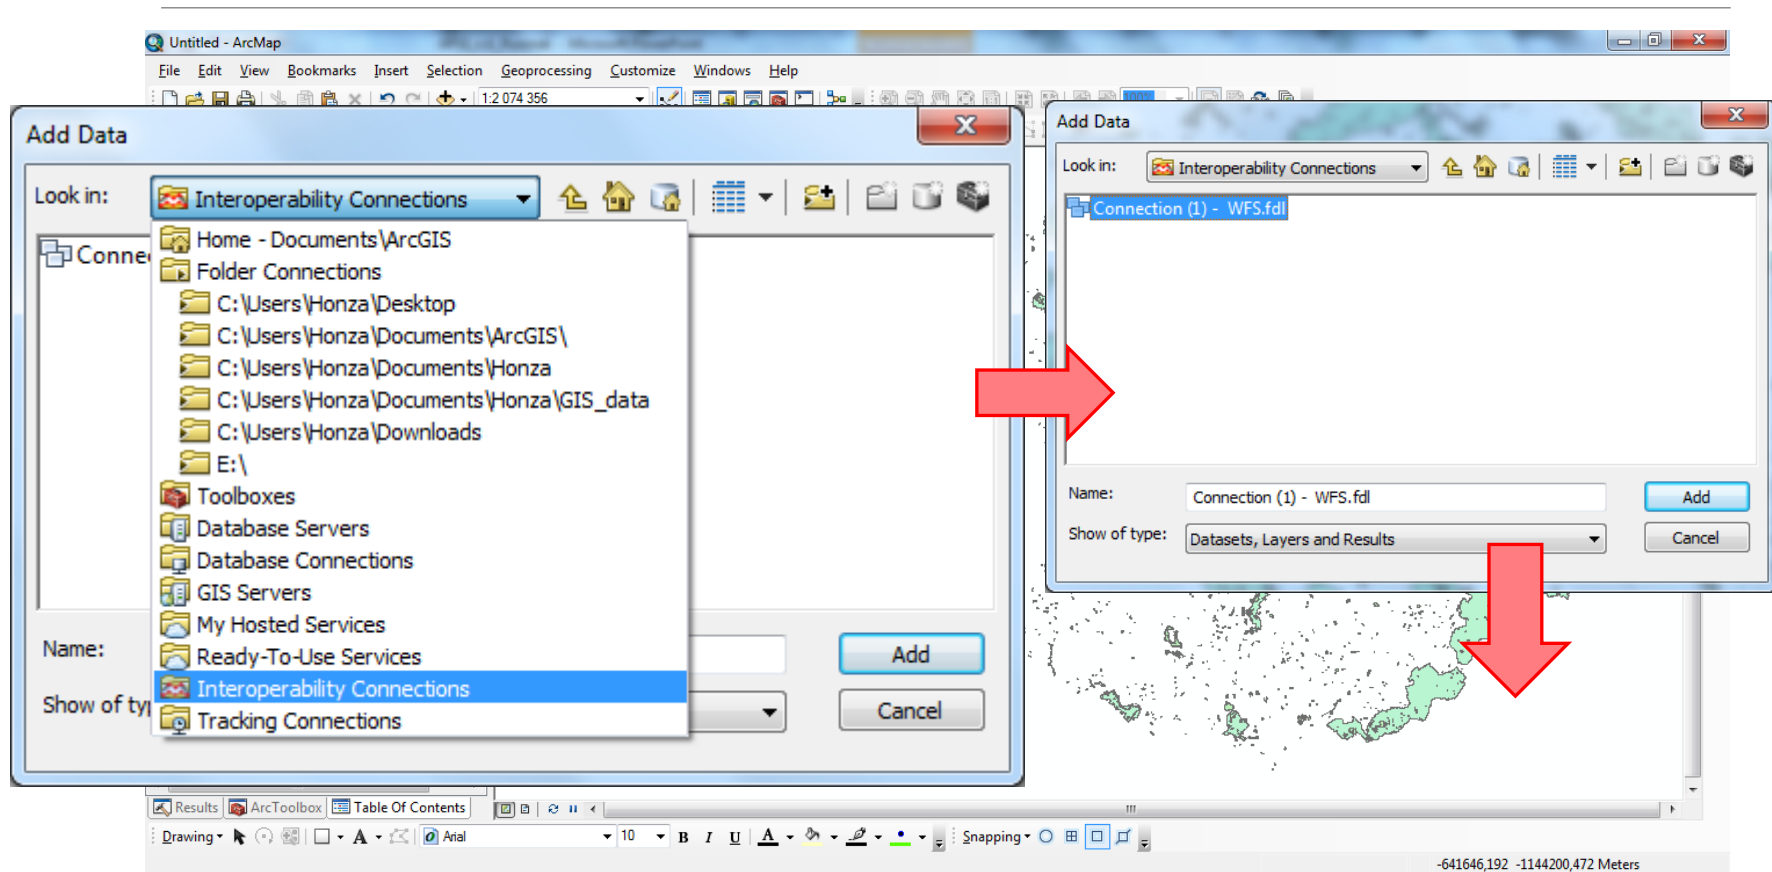 Untitled - ArcMap
File Edit View Bookmarks Insert Selection Geoprocessing Customize Windows Help
1:2 074 356
100%
Add Data
Look in: Interoperability Connections
Conne
Home - Documents\ArcGIS
Folder Connections
C:\Users\Honza\Desktop
C:\Users\Honza\Documents\ArcGIS\
C:\Users\Honza\Documents\Honza
C:\Users\Honza\Documents\Honza\GIS_data
C:\Users\Honza\Downloads
E:\
Toolboxes
Database Servers
Database Connections
GIS Servers
My Hosted Services
Ready-To-Use Services
Interoperability Connections
Tracking Connections
Name: Add
Show of ty Cancel
Add Data
Look in: Interoperability Connections
Connection (1) - WFS.fdl
Name: Connection (1) - WFS.fdl Add
Show of type: Datasets, Layers and Results Cancel
Results ArcToolbox Table Of Contents
Drawing A Arial 10 B I U A Snapping
-641646,192 -1144200,472 Meters